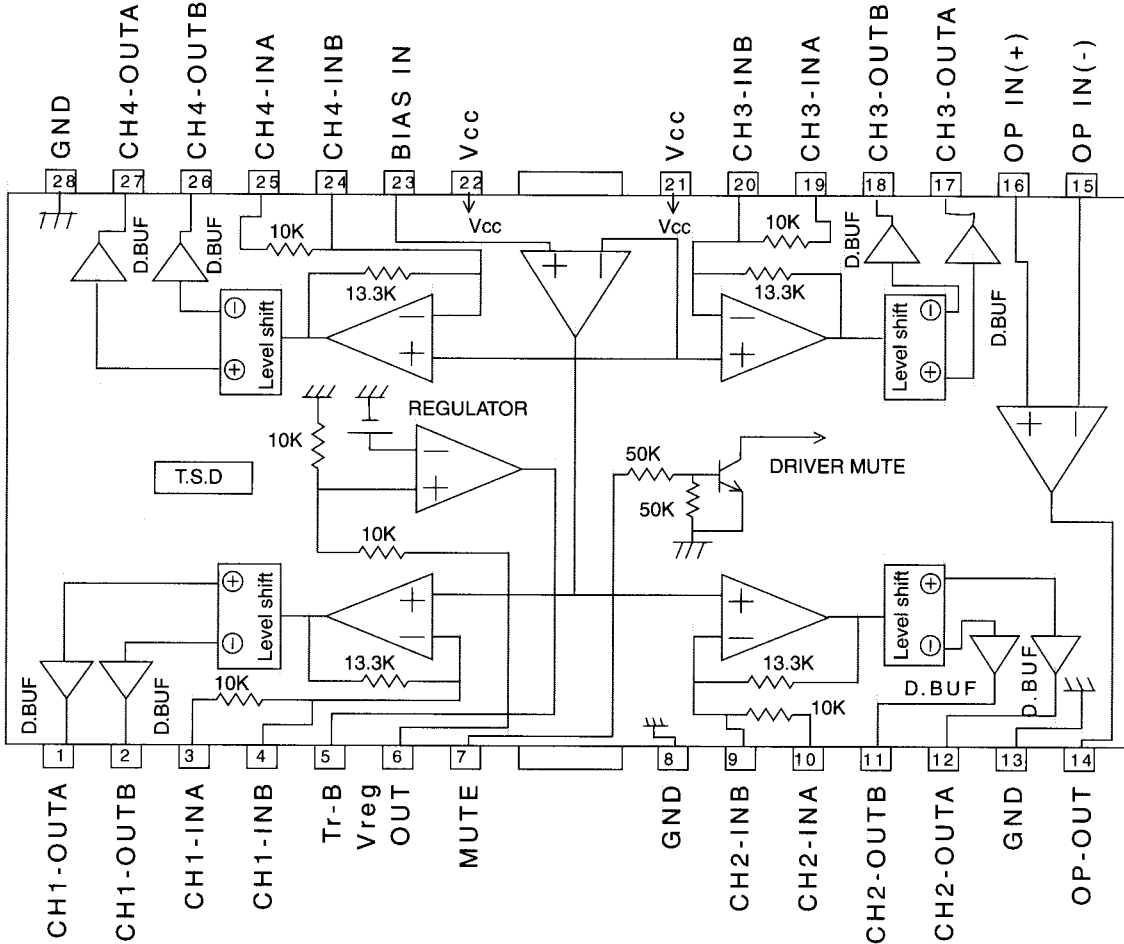 GND
CH4-OUTA
CH4-OUTB
CH4-INA
CH4-INB
BIAS IN
Vcc
Vcc
CH3-INB
CH3-INA
CH3-OUTB
CH3-OUTA
OP IN(+)
OP IN(-)
28
27
26
25
24
23
22
21
20
19
18
17
16
15
Vcc
Vcc
D.BUF
D.BUF
10K
10K
D.BUF
D.BUF
13.3K
13.3K
+
−
−
+
Level shift
−
+
−
+
Level shift
−
+
+
−
REGULATOR
10K
−
+
T.S.D
50K
50K
DRIVER MUTE
10K
+
−
Level shift
+
−
+
−
Level shift
+
−
D.BUF
D.BUF
13.3K
10K
13.3K
10K
D.BUF
D.BUF
1
2
3
4
5
6
7
8
9
10
11
12
13
14
CH1-OUTA
CH1-OUTB
CH1-INA
CH1-INB
Tr-B
Vreg
OUT
MUTE
GND
CH2-INB
CH2-INA
CH2-OUTB
CH2-OUTA
GND
OP-OUT